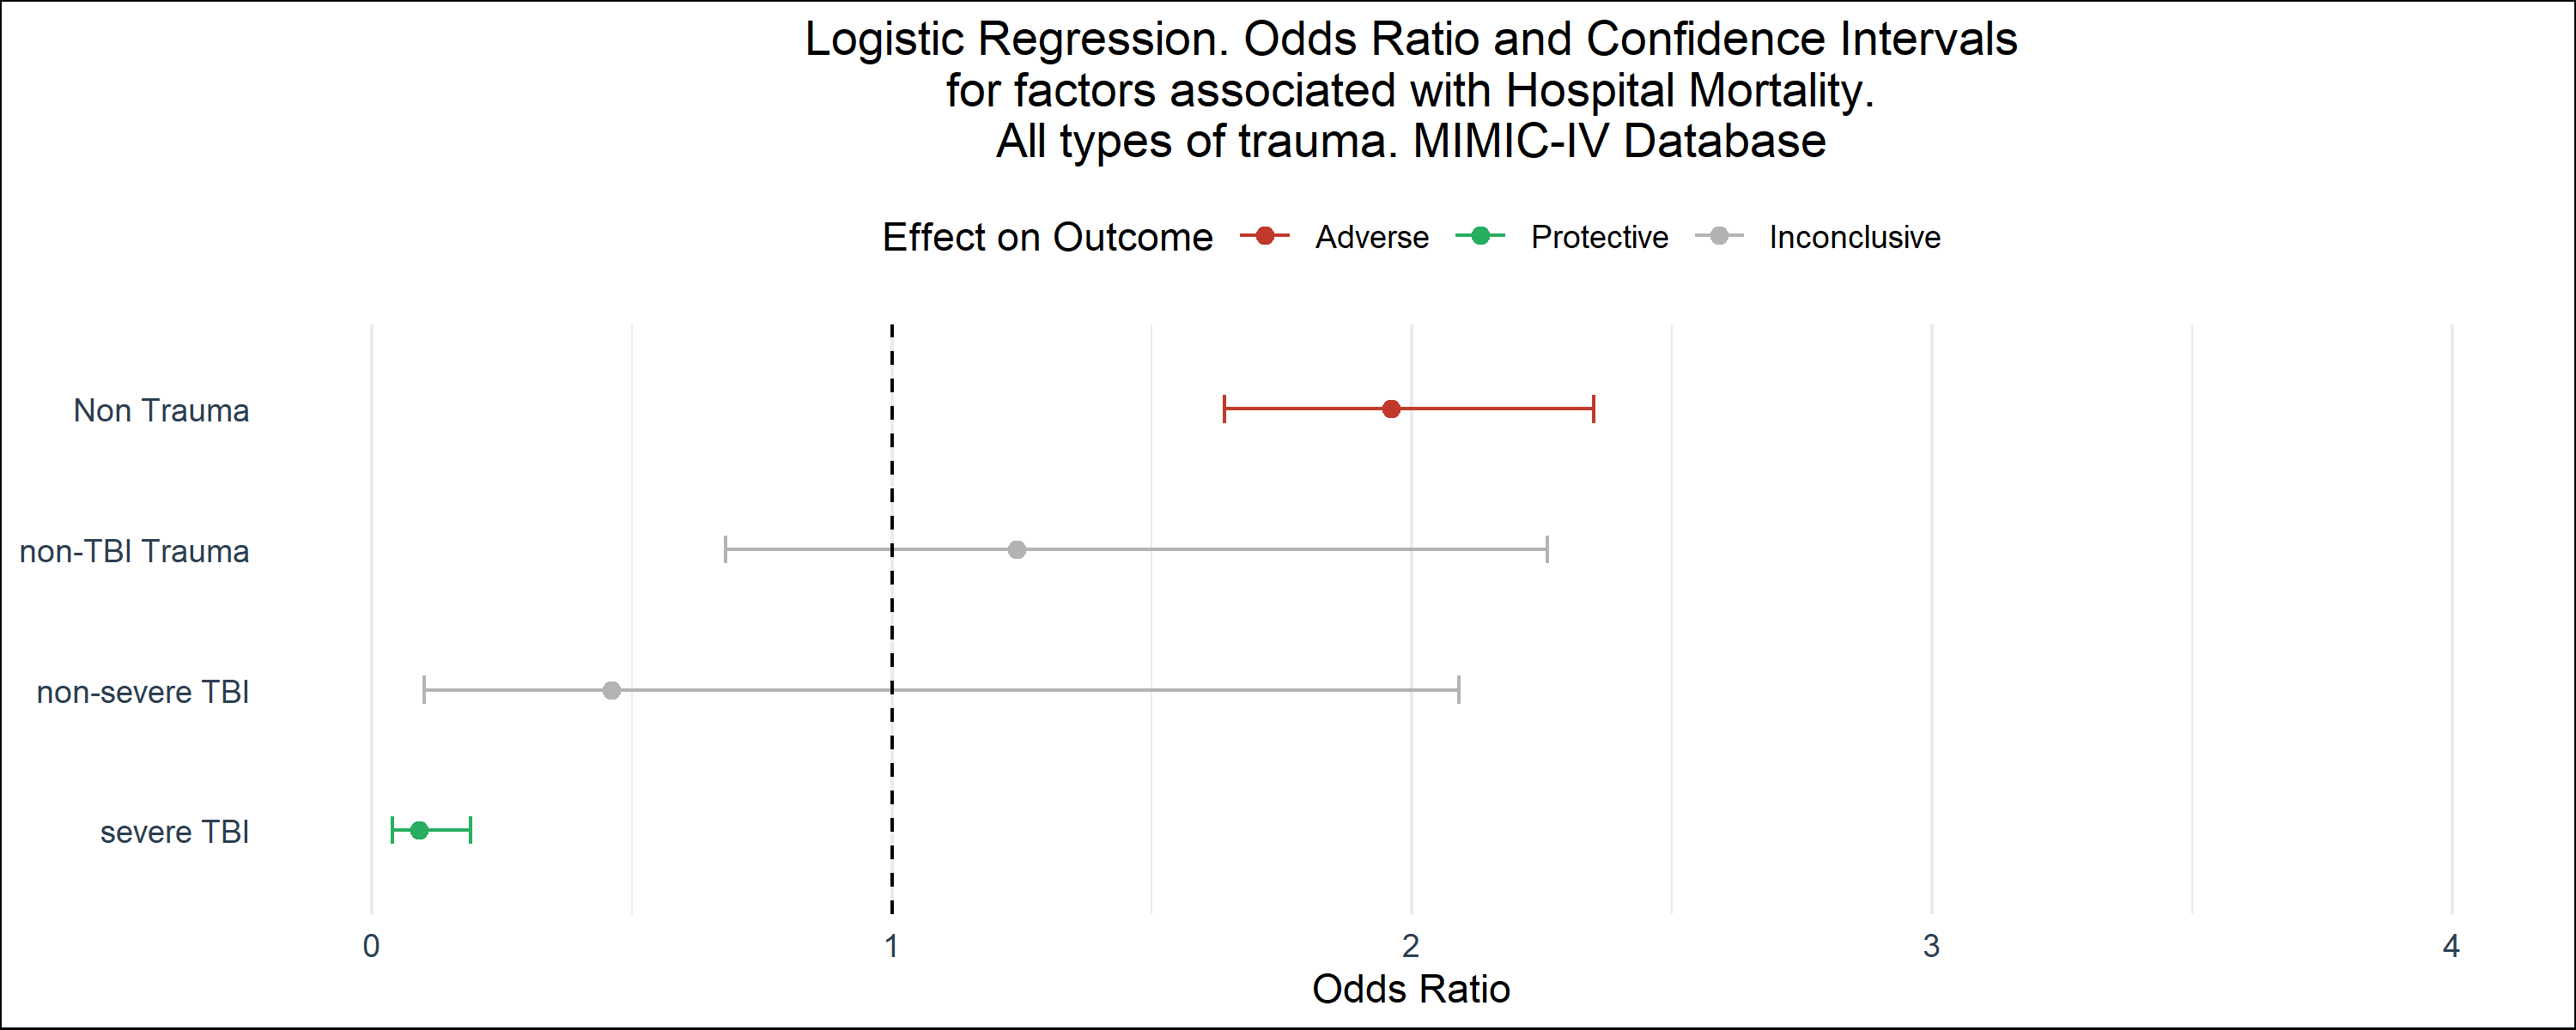 Logistic Regression. Odds Ratio and Confidence Intervals
for factors associated with Hospital Mortality.
All types of trauma. MIMIC-IV Database
Effect on Outcome Adverse Protective Inconclusive
Non Trauma
non-TBI Trauma
non-severe TBI
severe TBI
0 1 2 3 4
Odds Ratio